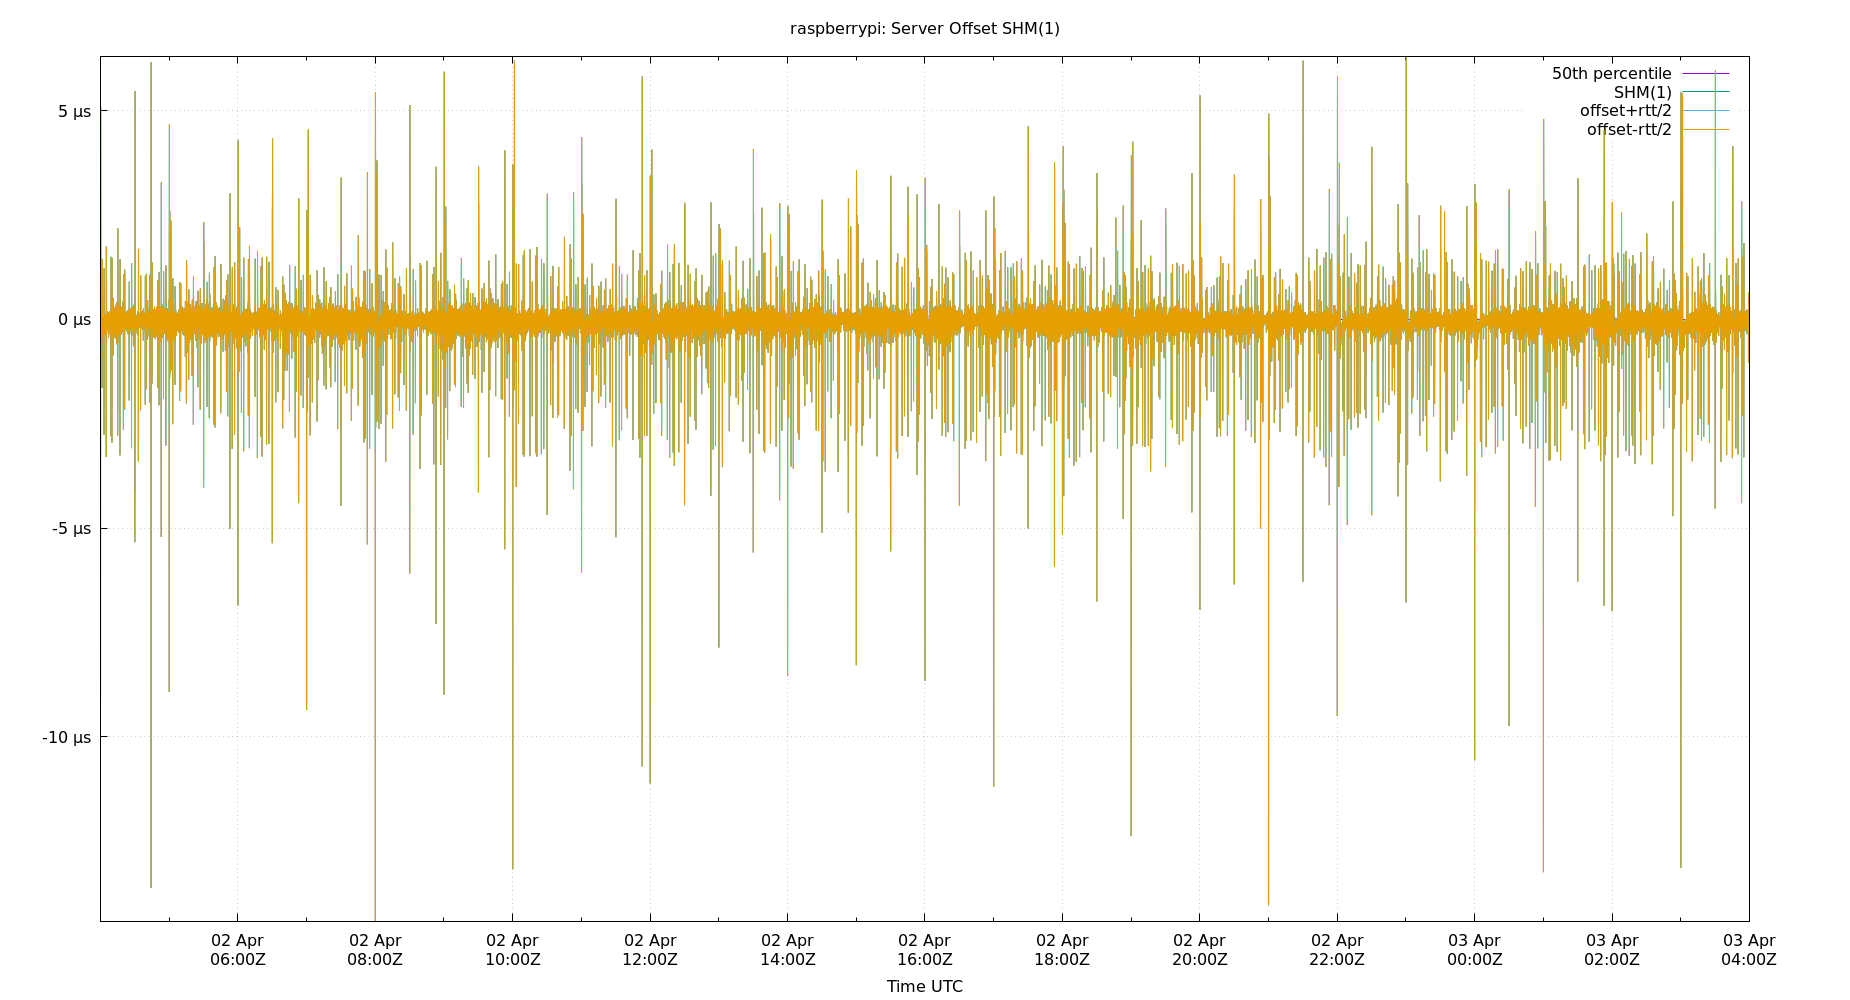 raspberrypi: Server Offset SHM(1)
50th percentile
SHM(1)
offset+rtt/2
offset-rtt/2
5 µs
0 µs
-5 µs
-10 µs
02 Apr 02 Apr 02 Apr 02 Apr 02 Apr 02 Apr 02 Apr 02 Apr 02 Apr 03 Apr 03 Apr 03 Apr
06:00Z 08:00Z 10:00Z 12:00Z 14:00Z 16:00Z 18:00Z 20:00Z 22:00Z 00:00Z 02:00Z 04:00Z
Time UTC